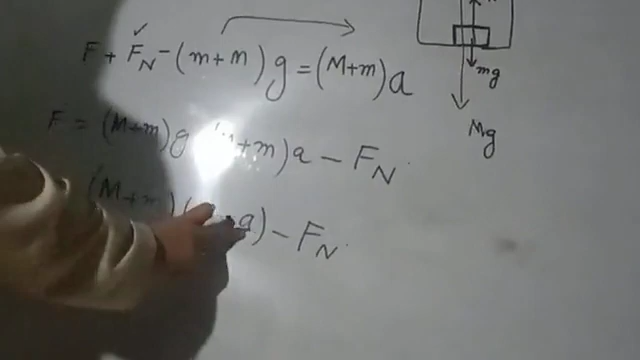 F + F_N - (m+m)g = (M+m)a
F = (M+m)g +m)a - F_N
(M+m)( a) - F_N
mg
Mg